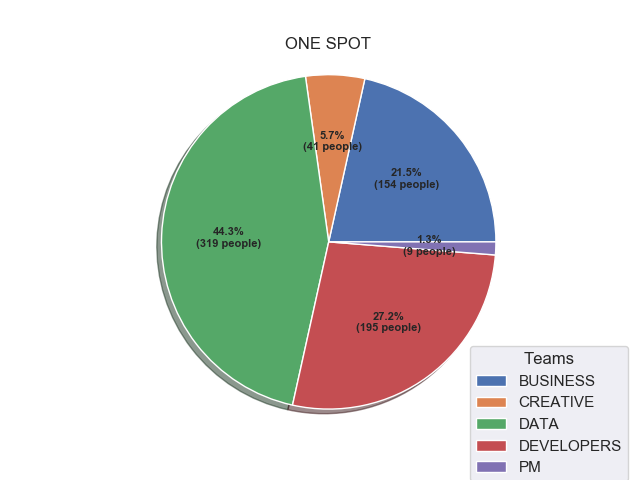 ONE SPOT
5.7%
(41 people)
21.5%
(154 people)
44.3%
(319 people)
1.3%
(9 people)
27.2%
(195 people)
Teams
BUSINESS
CREATIVE
DATA
DEVELOPERS
PM